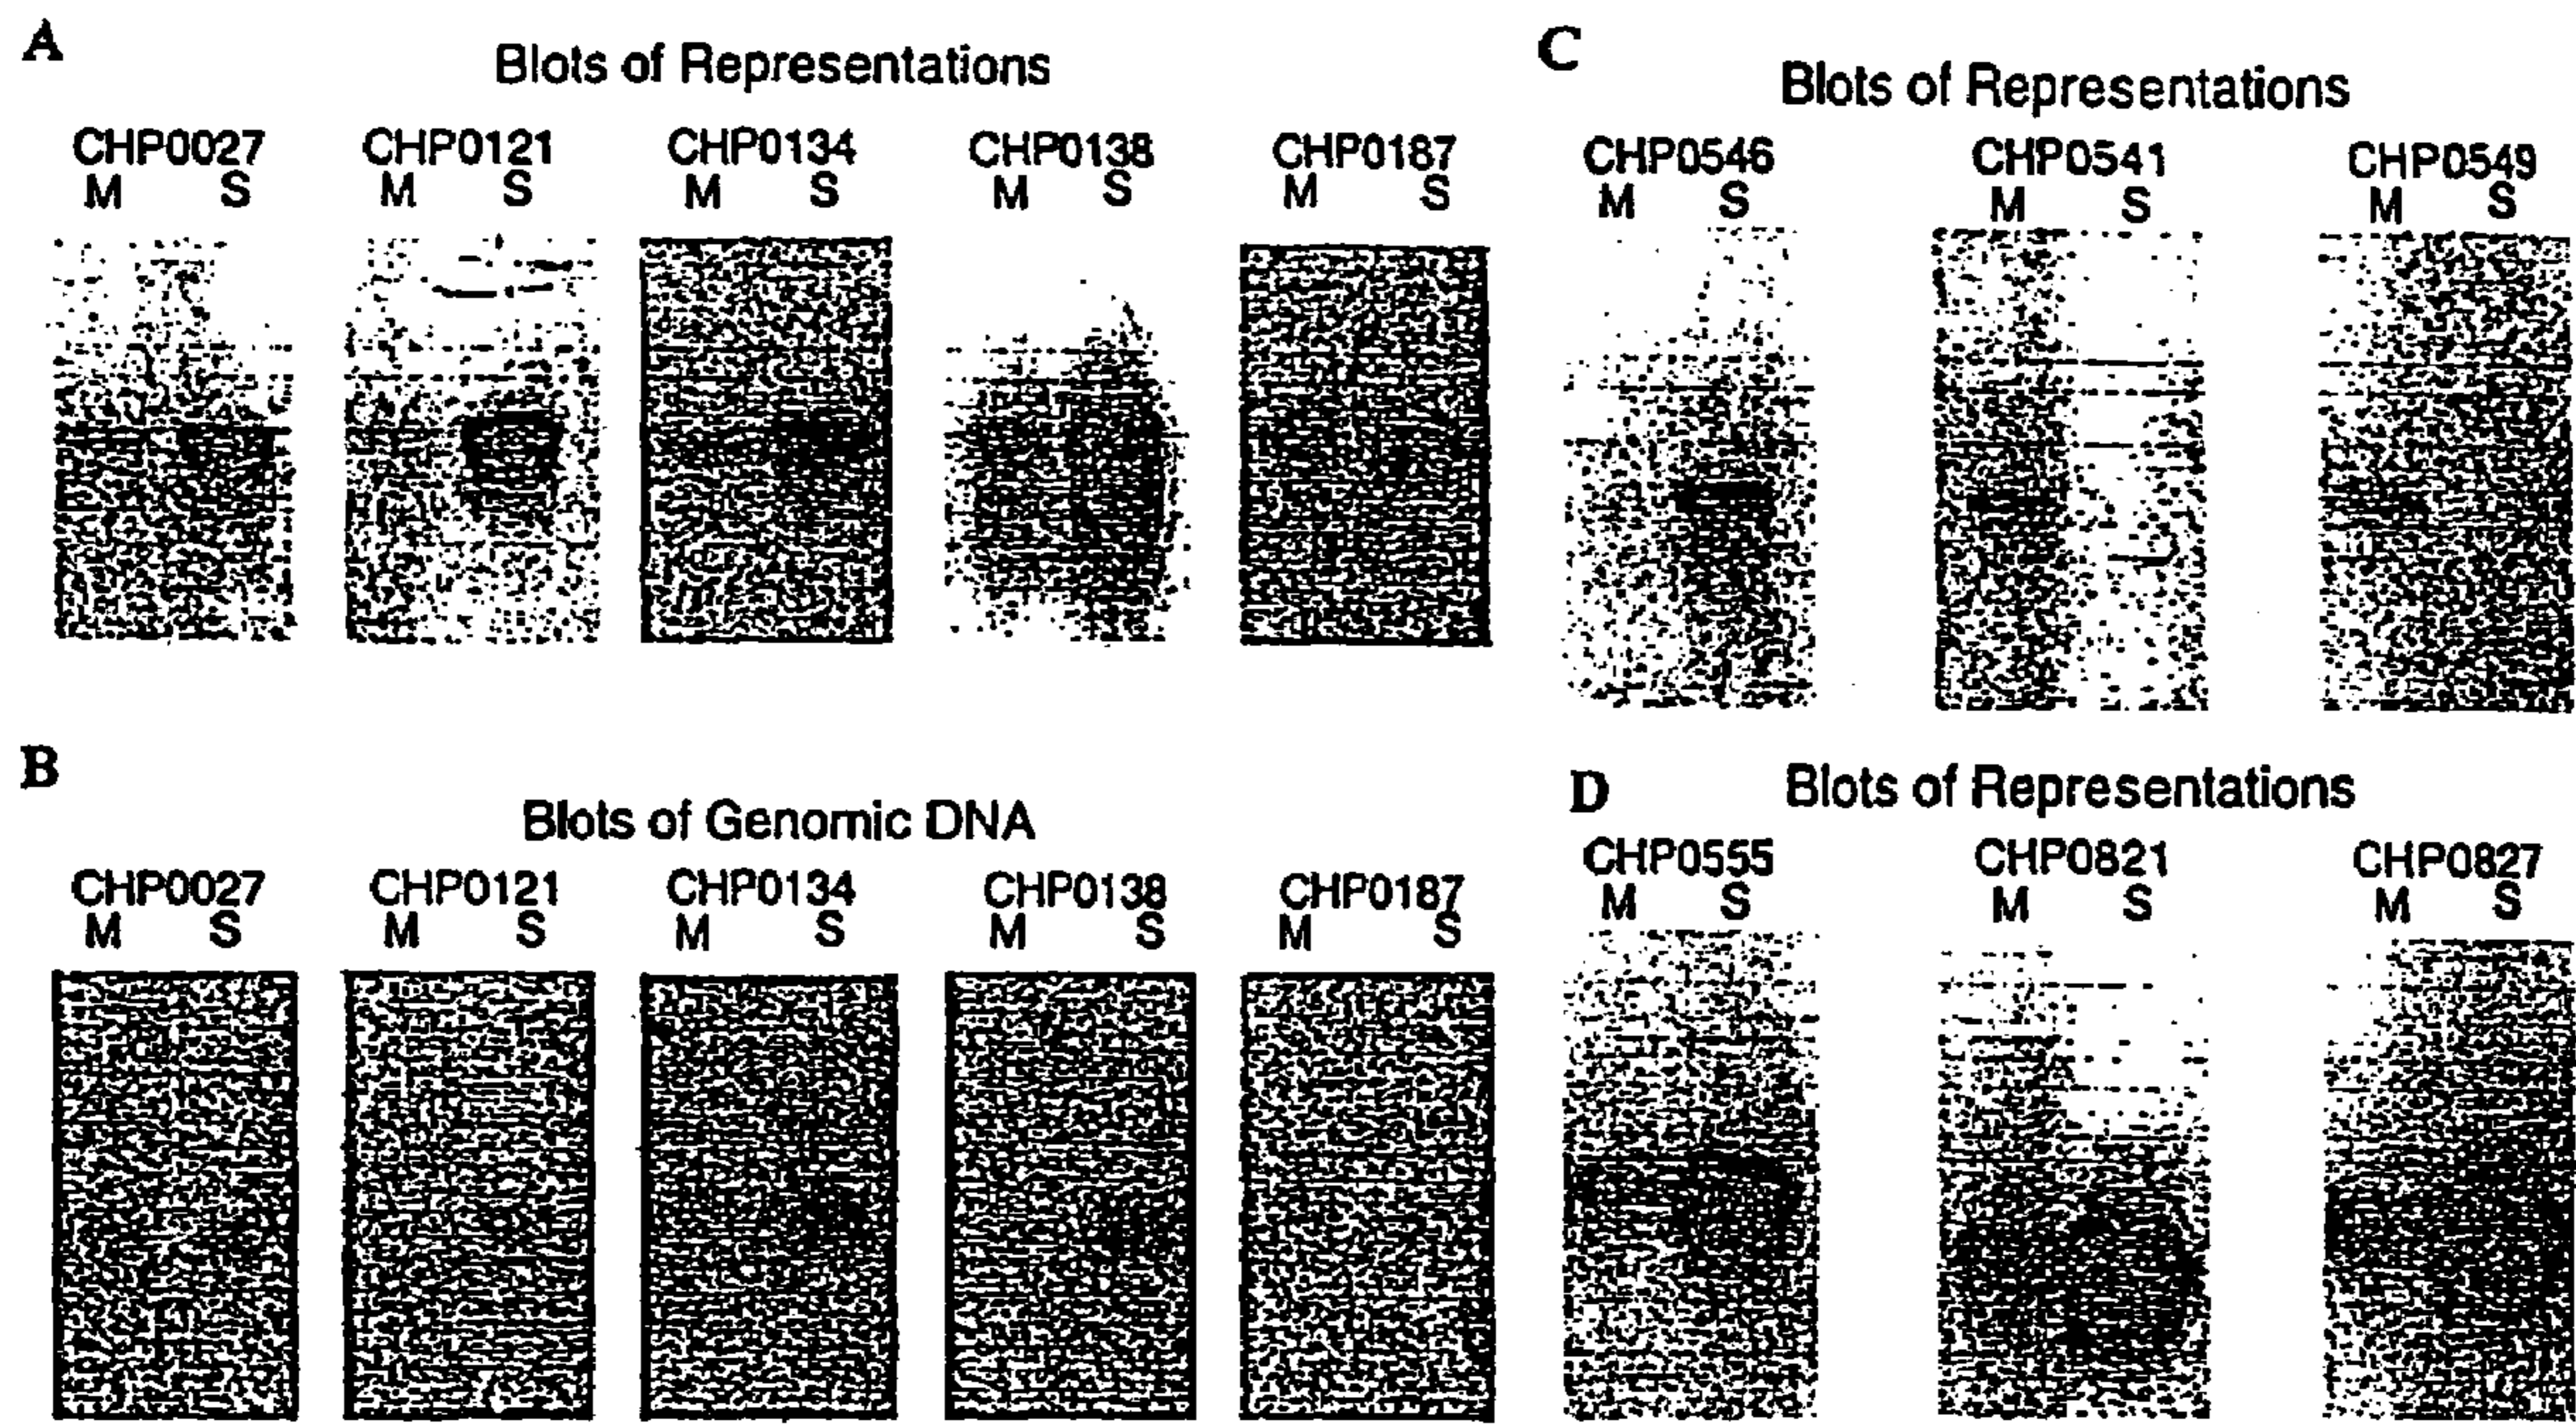 A
Blots of Representations
CHP0027 CHP0121 CHP0134 CHP0138 CHP0187
M S M S M S M S M S
B
Blots of Genomic DNA
CHP0027 CHP0121 CHP0134 CHP0138 CHP0187
M S M S M S M S M S
C
Blots of Representations
CHP0546 CHP0541 CHP0549
M S M S M S
D
Blots of Representations
CHP0555 CHP0821 CHP0827
M S M S M S